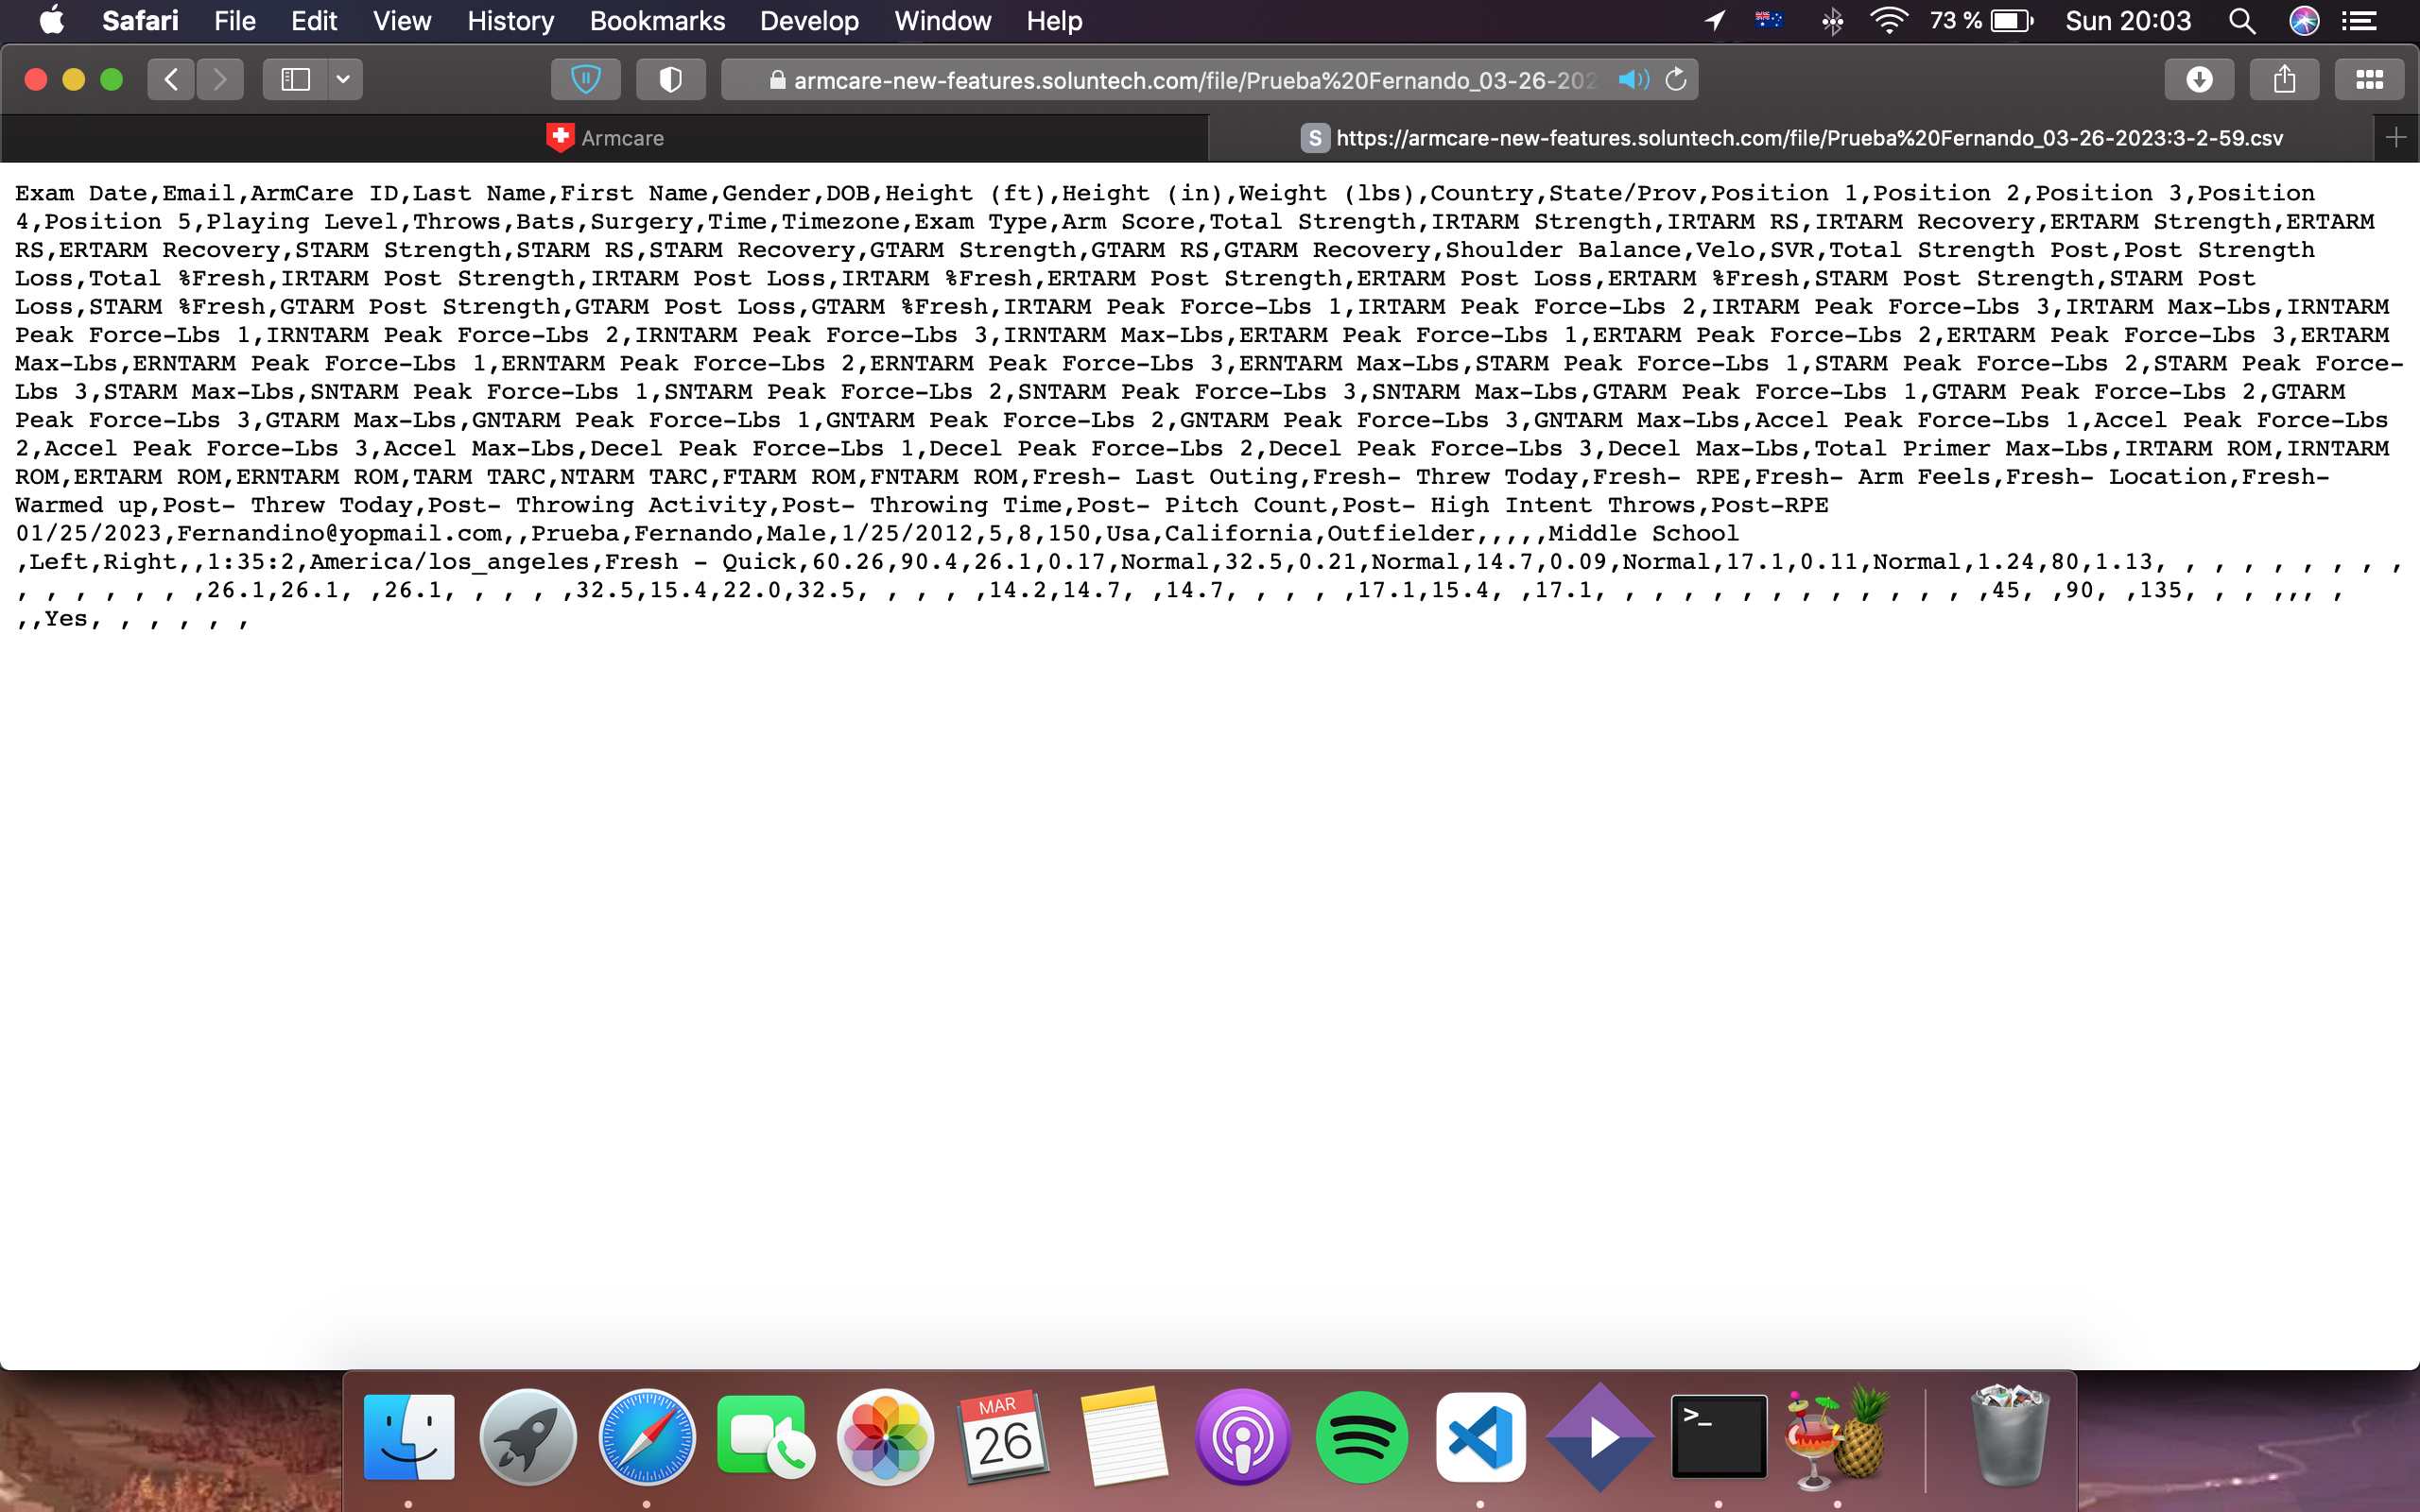 Safari File Edit View History Bookmarks Develop Window Help 73 % Sun 20:03
armcare-new-features.soluntech.com/file/Prueba%20Fernando_03-26-202
Armcare
S https://armcare-new-features.soluntech.com/file/Prueba%20Fernando_03-26-2023:3-2-59.csv
Exam Date,Email,ArmCare ID,Last Name,First Name,Gender,DOB,Height (ft),Height (in),Weight (lbs),Country,State/Prov,Position 1,Position 2,Position 3,Position
4,Position 5,Playing Level,Throws,Bats,Surgery,Time,Timezone,Exam Type,Arm Score,Total Strength,IRTARM Strength,IRTARM RS,IRTARM Recovery,ERTARM Strength,ERTARM
RS,ERTARM Recovery,STARM Strength,STARM RS,STARM Recovery,GTARM Strength,GTARM RS,GTARM Recovery,Shoulder Balance,Velo,SVR,Total Strength Post,Post Strength
Loss,Total %Fresh,IRTARM Post Strength,IRTARM Post Loss,IRTARM %Fresh,ERTARM Post Strength,ERTARM Post Loss,ERTARM %Fresh,STARM Post Strength,STARM Post
Loss,STARM %Fresh,GTARM Post Strength,GTARM Post Loss,GTARM %Fresh,IRTARM Peak Force-Lbs 1,IRTARM Peak Force-Lbs 2,IRTARM Peak Force-Lbs 3,IRTARM Max-Lbs,IRNTARM
Peak Force-Lbs 1,IRNTARM Peak Force-Lbs 2,IRNTARM Peak Force-Lbs 3,IRNTARM Max-Lbs,ERTARM Peak Force-Lbs 1,ERTARM Peak Force-Lbs 2,ERTARM Peak Force-Lbs 3,ERTARM
Max-Lbs,ERNTARM Peak Force-Lbs 1,ERNTARM Peak Force-Lbs 2,ERNTARM Peak Force-Lbs 3,ERNTARM Max-Lbs,STARM Peak Force-Lbs 1,STARM Peak Force-Lbs 2,STARM Peak Force-
Lbs 3,STARM Max-Lbs,SNTARM Peak Force-Lbs 1,SNTARM Peak Force-Lbs 2,SNTARM Peak Force-Lbs 3,SNTARM Max-Lbs,GTARM Peak Force-Lbs 1,GTARM Peak Force-Lbs 2,GTARM
Peak Force-Lbs 3,GTARM Max-Lbs,GNTARM Peak Force-Lbs 1,GNTARM Peak Force-Lbs 2,GNTARM Peak Force-Lbs 3,GNTARM Max-Lbs,Accel Peak Force-Lbs 1,Accel Peak Force-Lbs
2,Accel Peak Force-Lbs 3,Accel Max-Lbs,Decel Peak Force-Lbs 1,Decel Peak Force-Lbs 2,Decel Peak Force-Lbs 3,Decel Max-Lbs,Total Primer Max-Lbs,IRTARM ROM,IRNTARM
ROM,ERTARM ROM,ERNTARM ROM,TARM TARC,NTARM TARC,FTARM ROM,FNTARM ROM,Fresh- Last Outing,Fresh- Threw Today,Fresh- RPE,Fresh- Arm Feels,Fresh- Location,Fresh-
Warmed up,Post- Threw Today,Post- Throwing Activity,Post- Throwing Time,Post- Pitch Count,Post- High Intent Throws,Post-RPE
01/25/2023,Fernandino@yopmail.com,,Prueba,Fernando,Male,1/25/2012,5,8,150,Usa,California,Outfielder,,,,,Middle School
,Left,Right,,1:35:2,America/los_angeles,Fresh - Quick,60.26,90.4,26.1,0.17,Normal,32.5,0.21,Normal,14.7,0.09,Normal,17.1,0.11,Normal,1.24,80,1.13, , , , , , , , ,
, , , , , , ,26.1,26.1, ,26.1, , , , ,32.5,15.4,22.0,32.5, , , , ,14.2,14.7, ,14.7, , , , ,17.1,15.4, ,17.1, , , , , , , , , , , , , ,45, ,90, ,135, , , ,,, ,
,,Yes, , , , , ,
MAR
26
>_